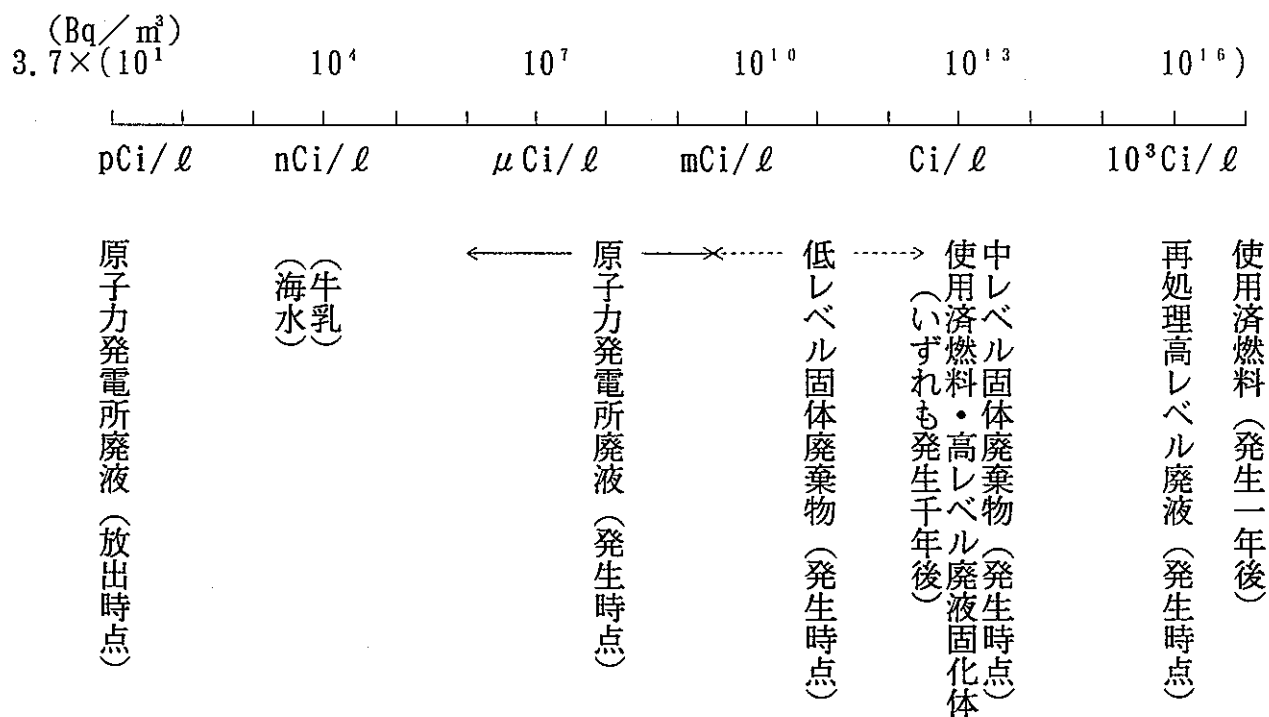 (Bq/㎥)
3.7×(10¹ 10⁴ 10⁷ 10¹⁰ 10¹³ 10¹⁶)
pCi/ℓ nCi/ℓ μCi/ℓ mCi/ℓ Ci/ℓ 10³Ci/ℓ
原子力発電所廃液(放出時点)
(海水)
(牛乳)
原子力発電所廃液(発生時点)
低レベル固体廃棄物(発生時点)
中レベル固体廃棄物(発生時点)
使用済燃料・高レベル廃液固化体
(いずれも発生千年後)
再処理高レベル廃液(発生時点)
使用済燃料(発生一年後)